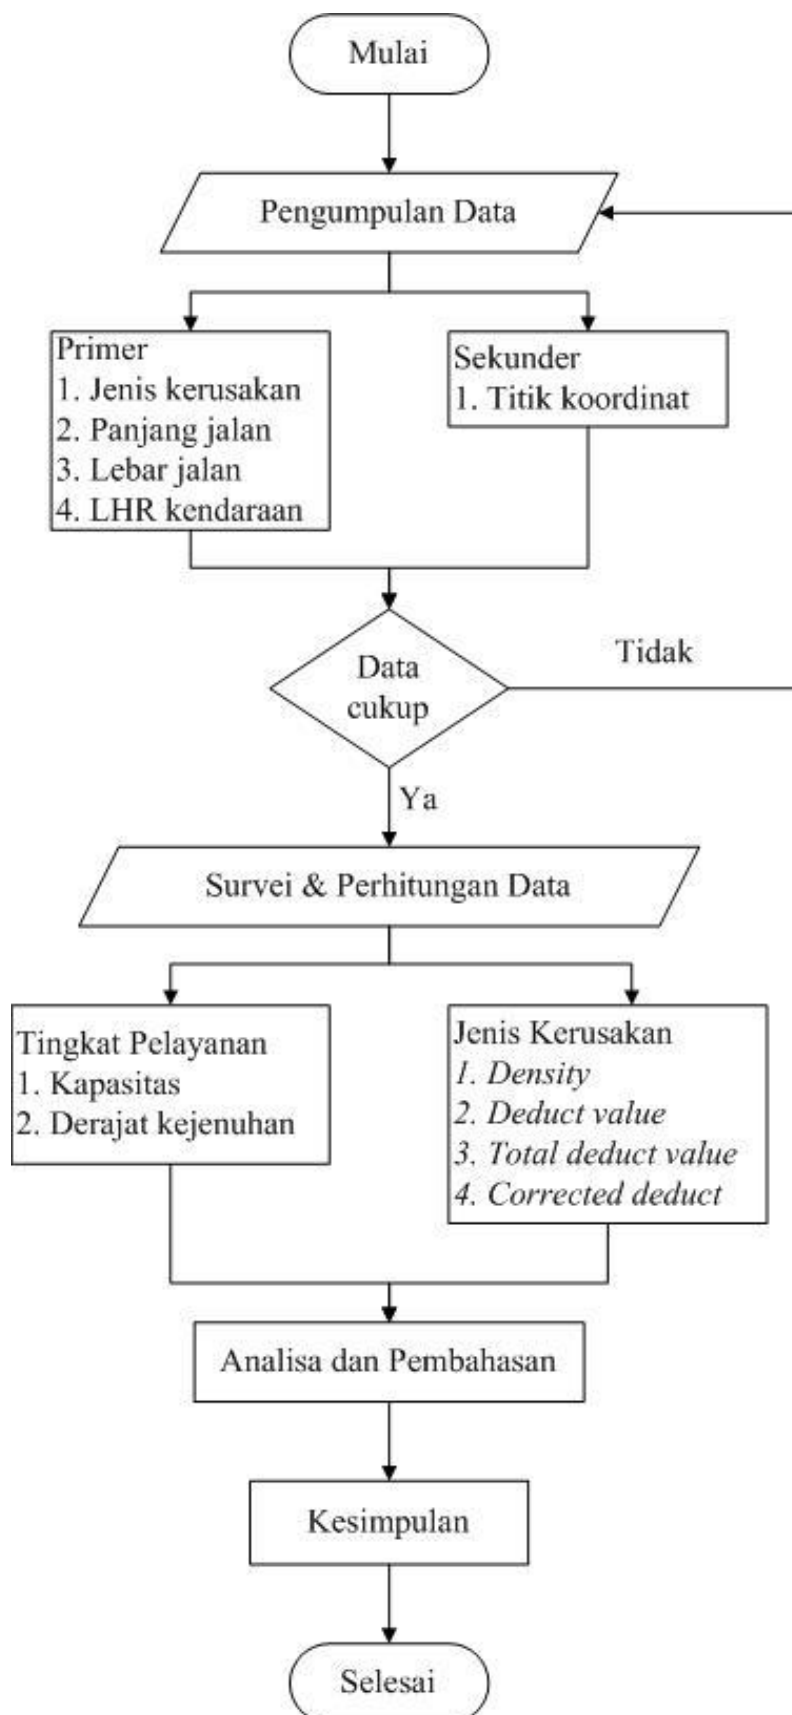 Mulai
Pengumpulan Data
Primer
1. Jenis kerusakan
2. Panjang jalan
3. Lebar jalan
4. LHR kendaraan
Sekunder
1. Titik koordinat
Data
cukup
Tidak
Ya
Survei & Perhitungan Data
Tingkat Pelayanan
1. Kapasitas
2. Derajat kejenuhan
Jenis Kerusakan
1. Density
2. Deduct value
3. Total deduct value
4. Corrected deduct
Analisa dan Pembahasan
Kesimpulan
Selesai